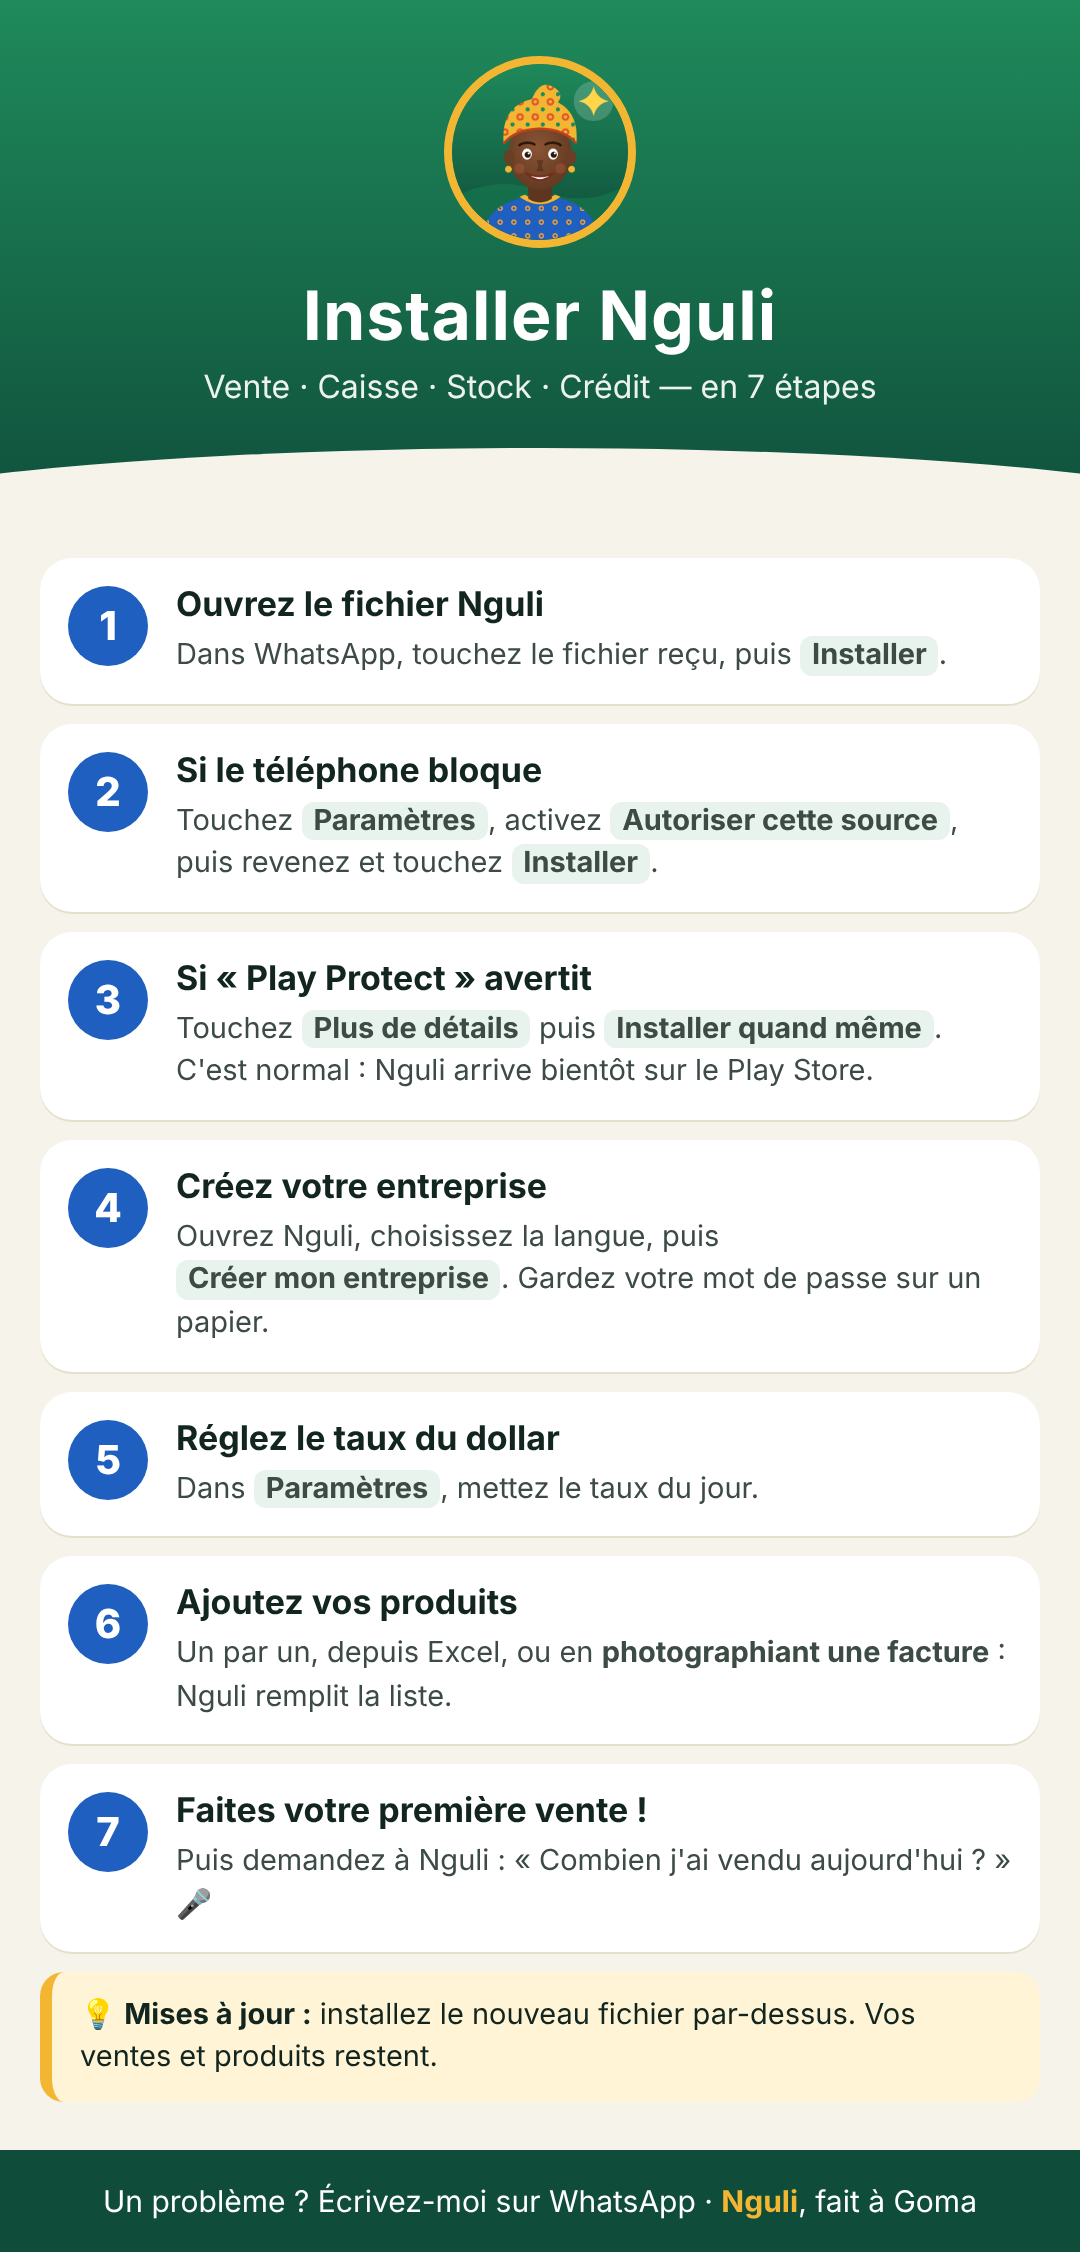 Installer Nguli
Vente · Caisse · Stock · Crédit — en 7 étapes
1
Ouvrez le fichier Nguli
Dans WhatsApp, touchez le fichier reçu, puis Installer.
2
Si le téléphone bloque
Touchez Paramètres, activez Autoriser cette source,
puis revenez et touchez Installer.
3
Si « Play Protect » avertit
Touchez Plus de détails puis Installer quand même.
C'est normal : Nguli arrive bientôt sur le Play Store.
4
Créez votre entreprise
Ouvrez Nguli, choisissez la langue, puis
Créer mon entreprise. Gardez votre mot de passe sur un
papier.
5
Réglez le taux du dollar
Dans Paramètres, mettez le taux du jour.
6
Ajoutez vos produits
Un par un, depuis Excel, ou en photographiant une facture :
Nguli remplit la liste.
7
Faites votre première vente !
Puis demandez à Nguli : « Combien j'ai vendu aujourd'hui ? »
🎤
💡 Mises à jour : installez le nouveau fichier par-dessus. Vos
ventes et produits restent.
Un problème ? Écrivez-moi sur WhatsApp · Nguli, fait à Goma